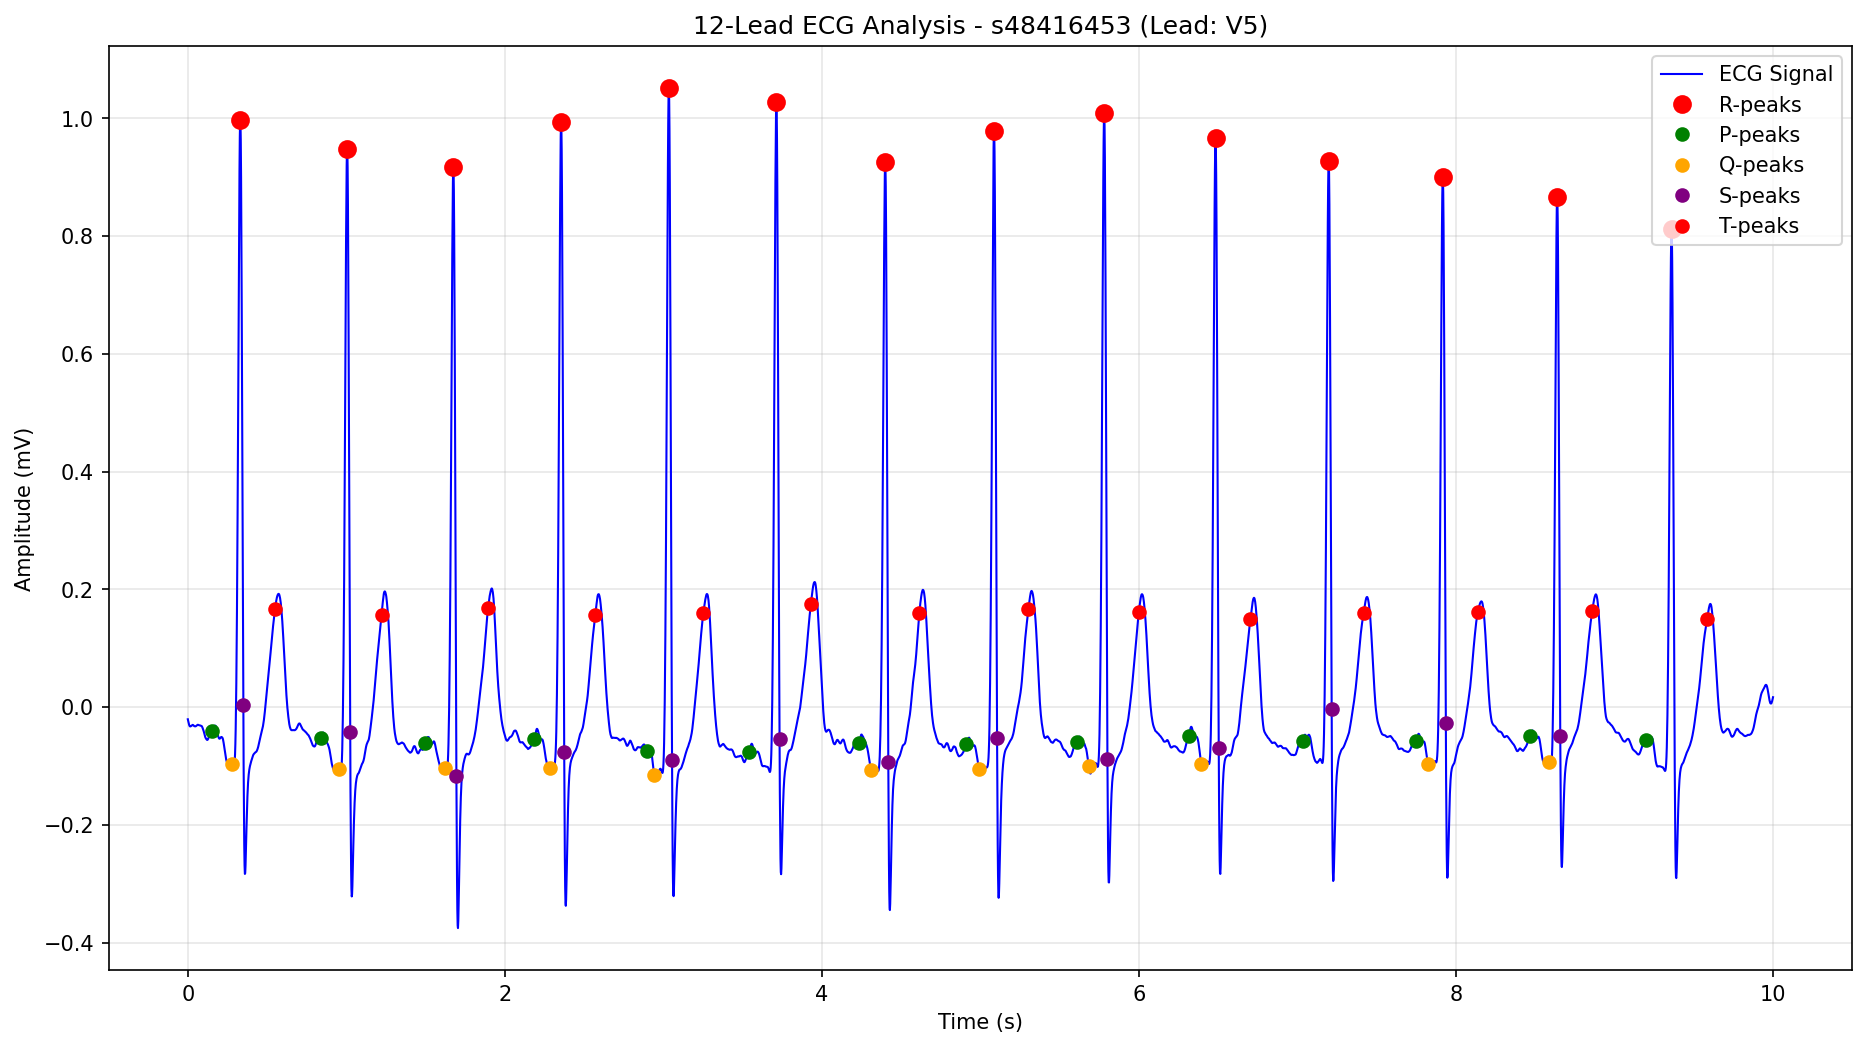 12-Lead ECG Analysis - s48416453 (Lead: V5)
ECG Signal
R-peaks
P-peaks
Q-peaks
S-peaks
T-peaks
Amplitude (mV)
1.0
0.8
0.6
0.4
0.2
0.0
−0.2
−0.4
0 2 4 6 8 10
Time (s)